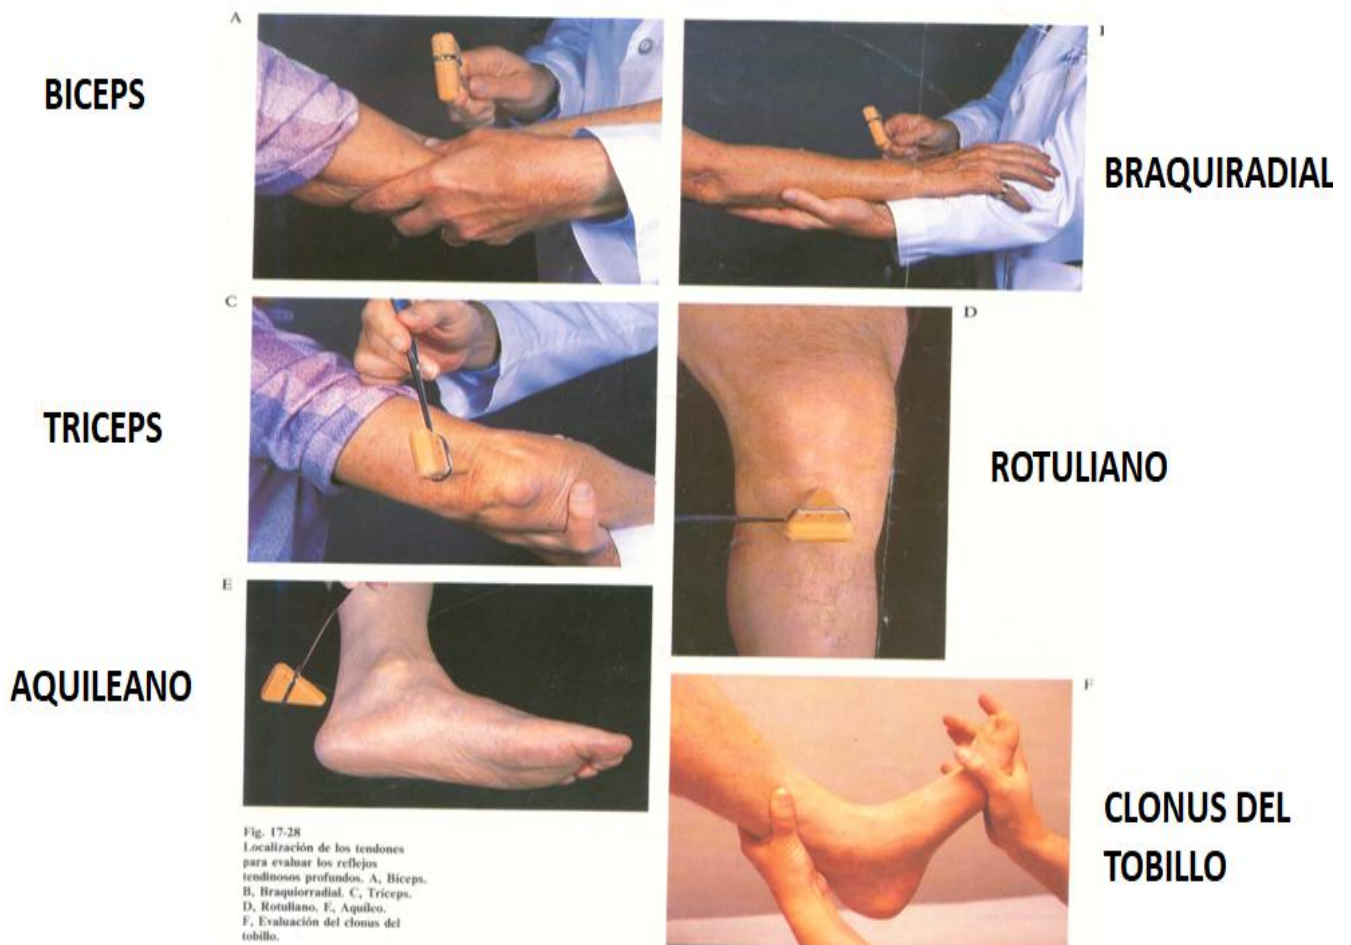 A
BICEPS
BRAQUIRADIAL
C
TRICEPS
D
ROTULIANO
E
AQUILEANO
F
CLONUS DEL
TOBILLO
Fig. 17-28
Localización de los tendones
para evaluar los reflejos
tendinosos profundos. A, Bíceps.
B, Braquiorradial. C, Tríceps.
D, Rotuliano. E, Aquíleo.
F, Evaluación del clonus del
tobillo.